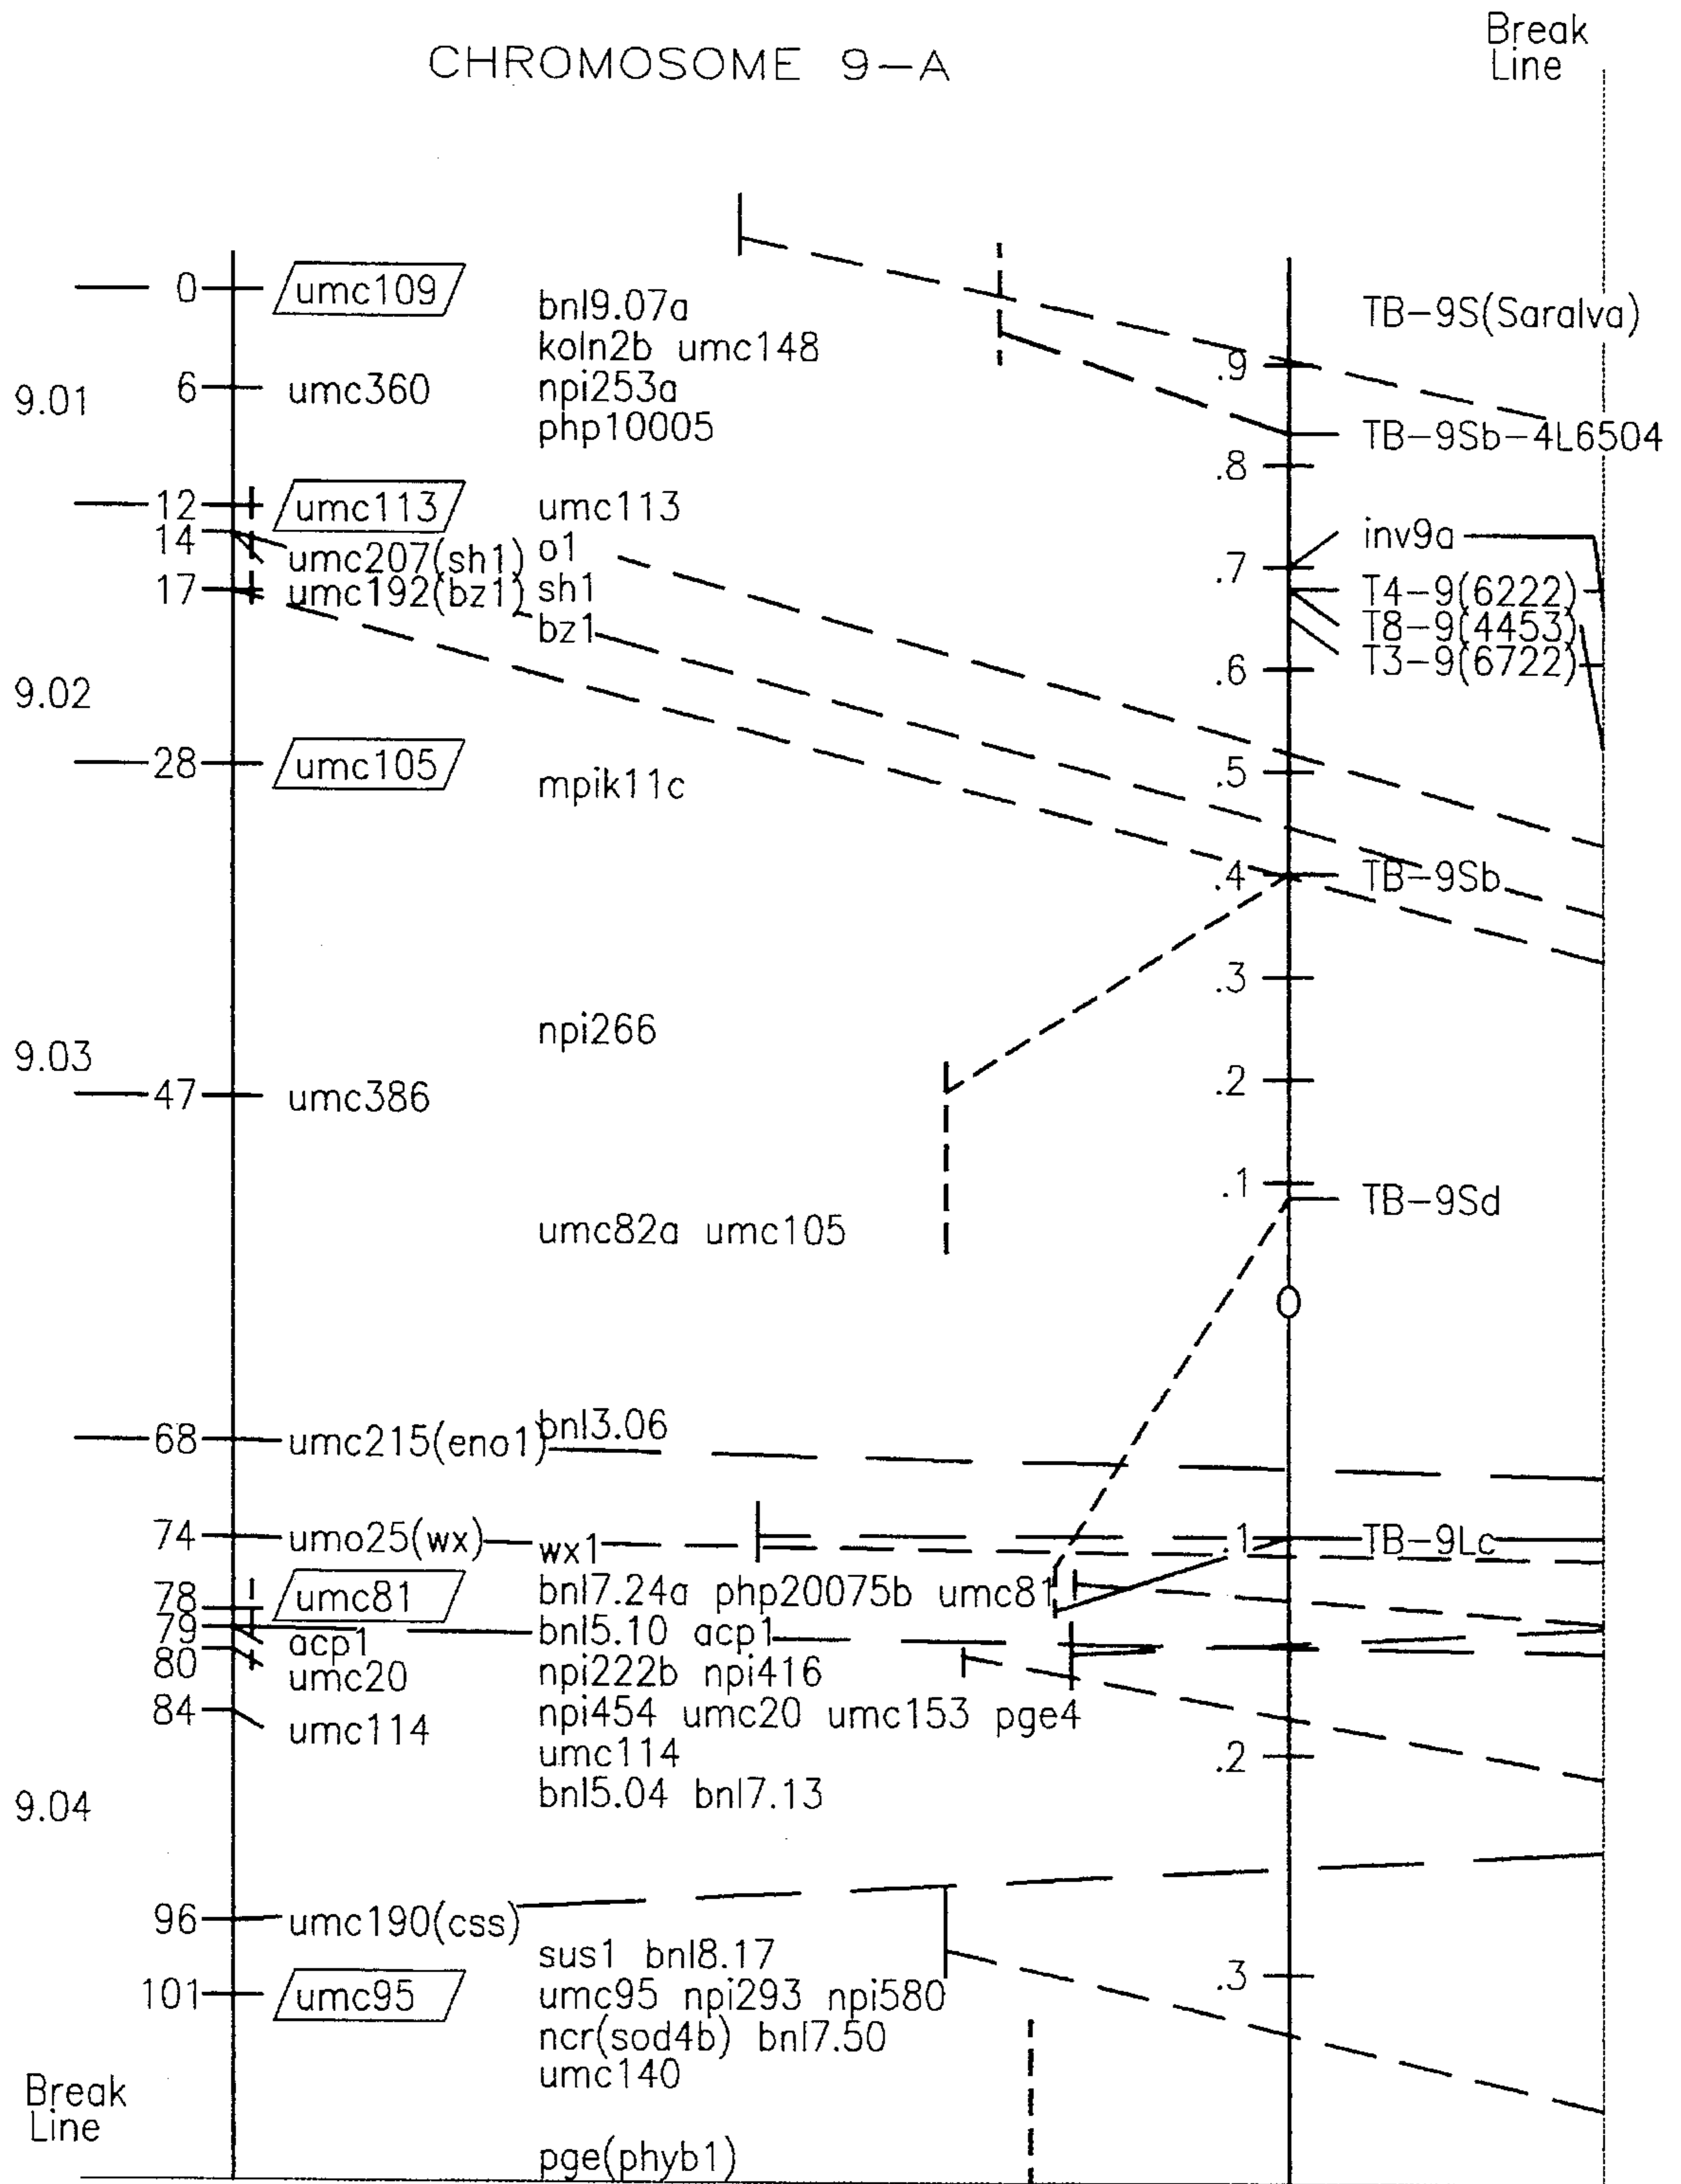 Break
Line
CHROMOSOME 9-A
0 umc109
bnl9.07a
TB-9S(Saralva)
koln2b umc148
.9
9.01
6 umc360
npi253a
php10005
TB-9Sb-4L6504
.8
12 umc113
umc113
14 umc207(sh1)
o1
inv9a
.7
17 umc192(bz1)
sh1
T4-9(6222)
bz1
T8-9(4453)
T3-9(6722)
.6
9.02
28 umc105
mpik11c
.5
.4
TB-9Sb
.3
npi266
9.03
.2
47 umc386
.1
TB-9Sd
umc82a umc105
0
68 umc215(eno1)
bnl3.06
74 umo25(wx)
wx1
.1
TB-9Lc
78 umc81
bnl7.24a php20075b umc81
79 acp1
bnl5.10 acp1
80 umc20
npi222b npi416
84 umc114
npi454 umc20 umc153 pge4
umc114
.2
bnl5.04 bnl7.13
9.04
96 umc190(css)
sus1 bnl8.17
.3
101 umc95
umc95 npi293 npi580
ncr(sod4b) bnl7.50
umc140
Break
Line
pge(phyb1)